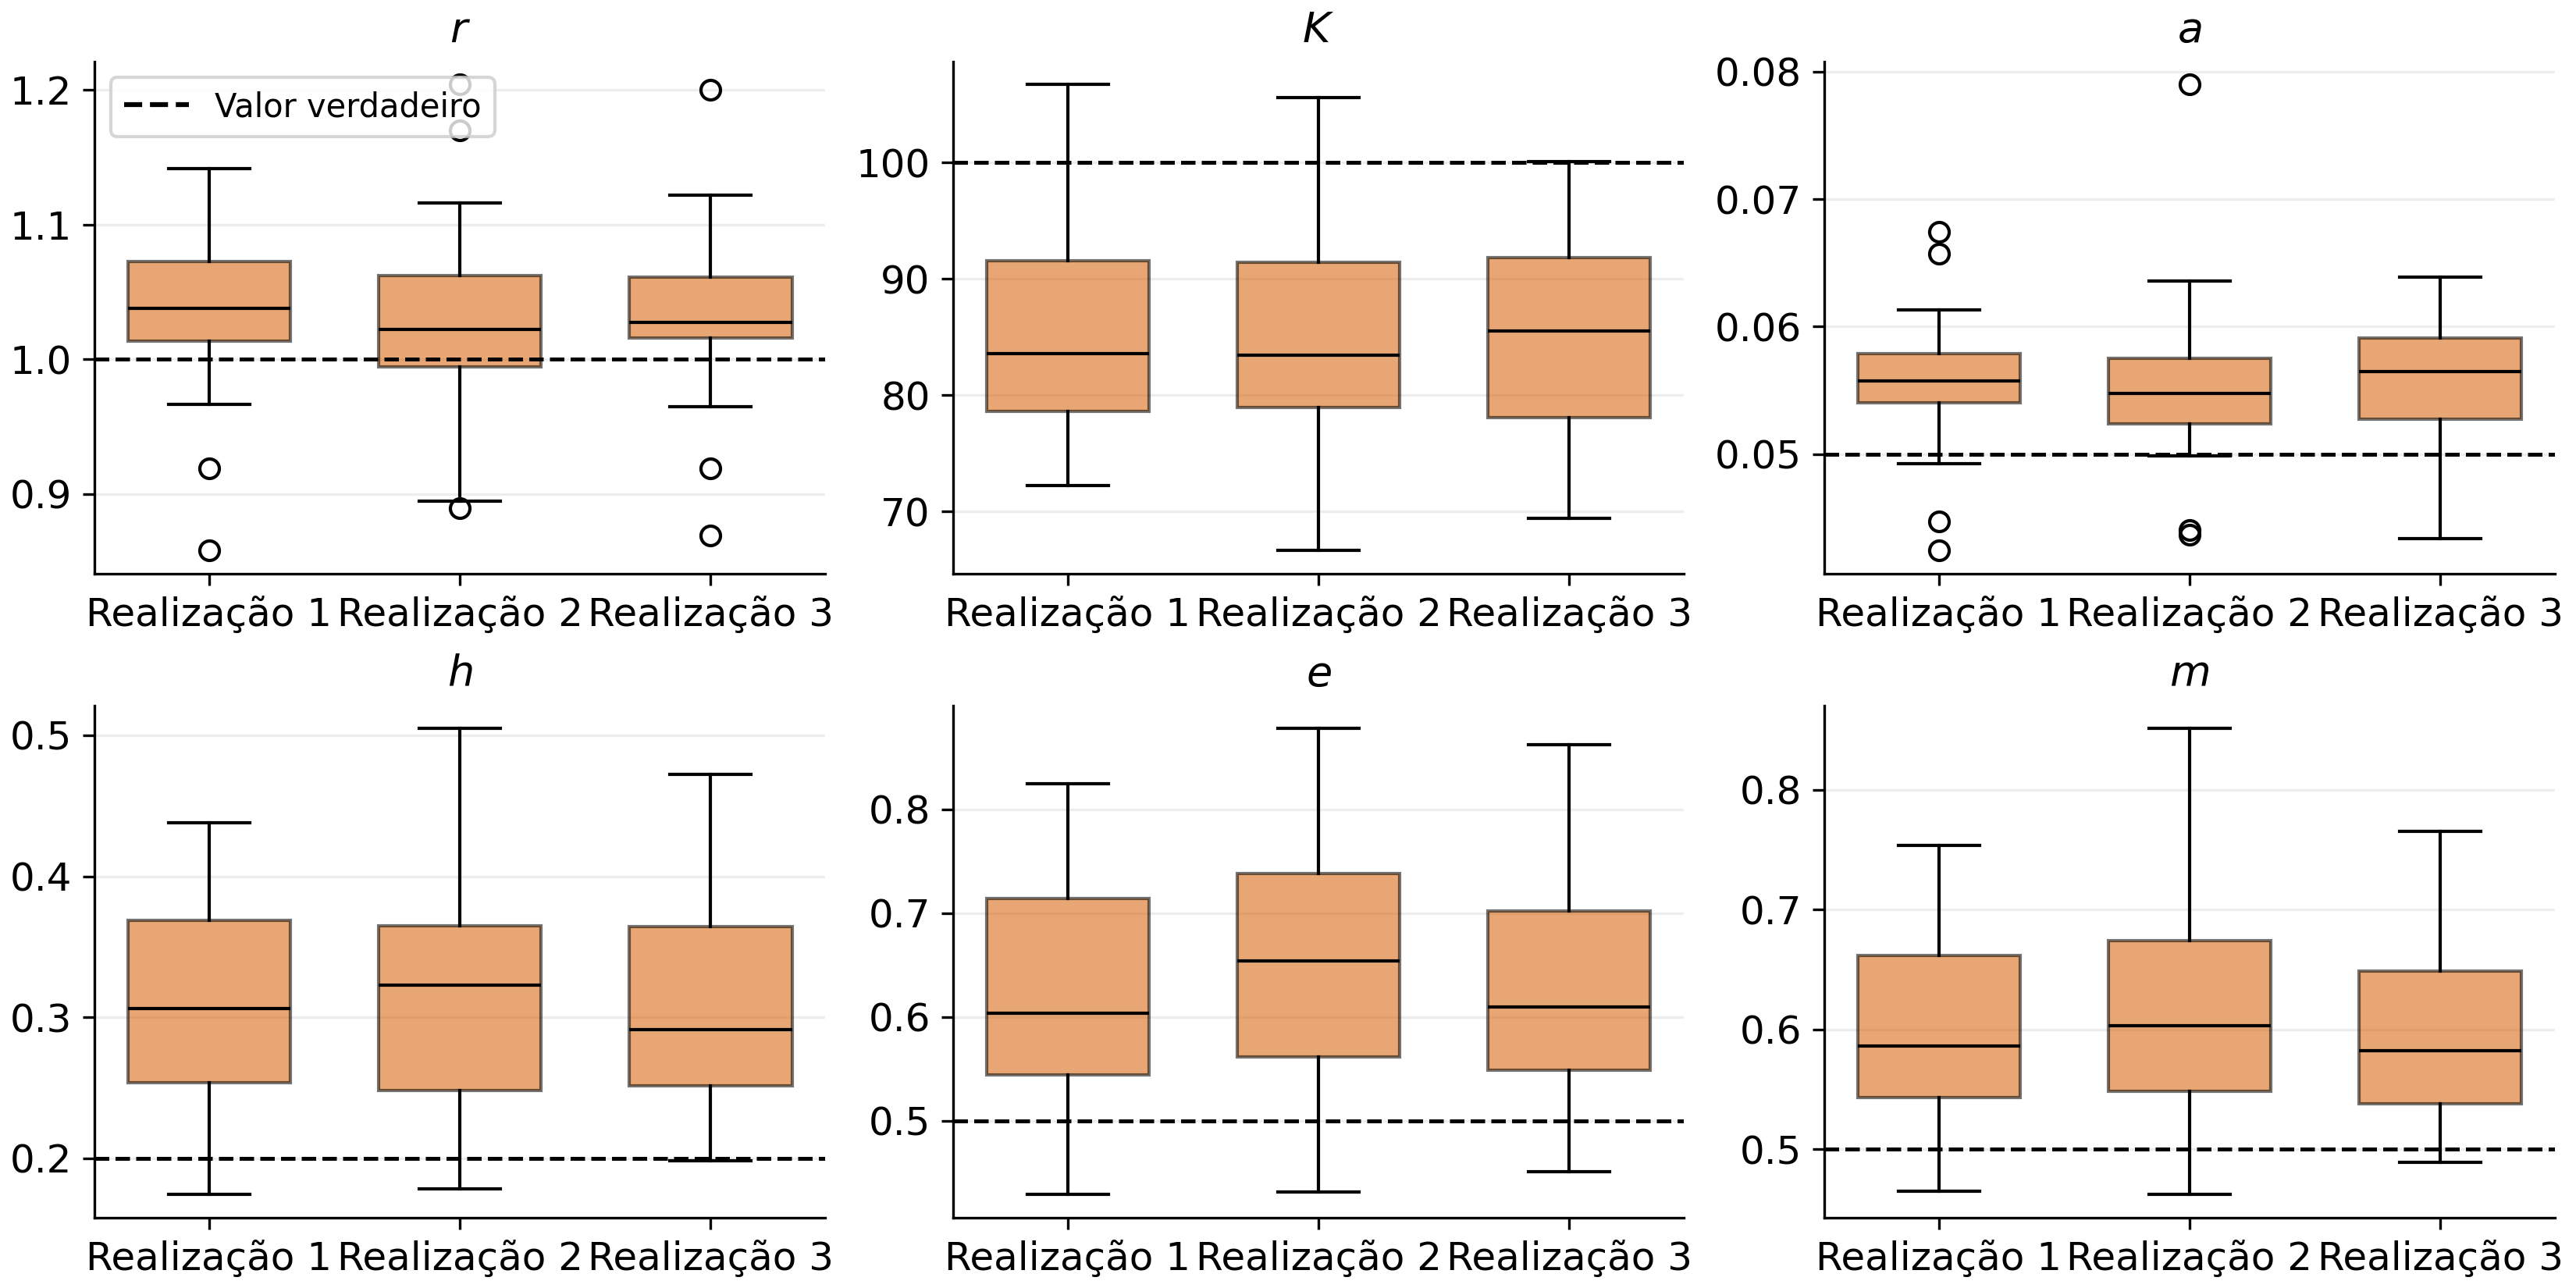 r
1.2
1.1
1.0
0.9
Valor verdadeiro
Realização 1 Realização 2 Realização 3
K
100
90
80
70
Realização 1 Realização 2 Realização 3
a
0.08
0.07
0.06
0.05
Realização 1 Realização 2 Realização 3
h
0.5
0.4
0.3
0.2
Realização 1 Realização 2 Realização 3
e
0.8
0.7
0.6
0.5
Realização 1 Realização 2 Realização 3
m
0.8
0.7
0.6
0.5
Realização 1 Realização 2 Realização 3